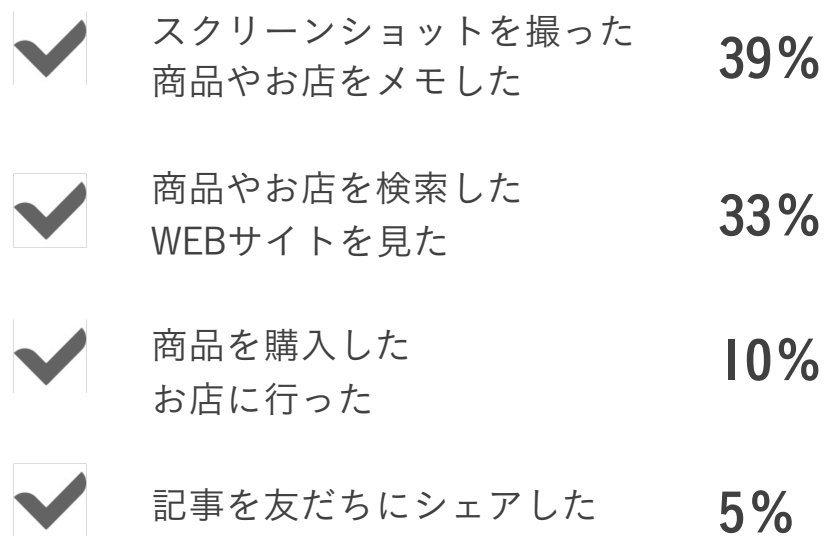 スクリーンショットを撮った
商品やお店をメモした
39%
商品やお店を検索した
WEBサイトを見た
33%
商品を購入した
お店に行った
10%
記事を友だちにシェアした
5%